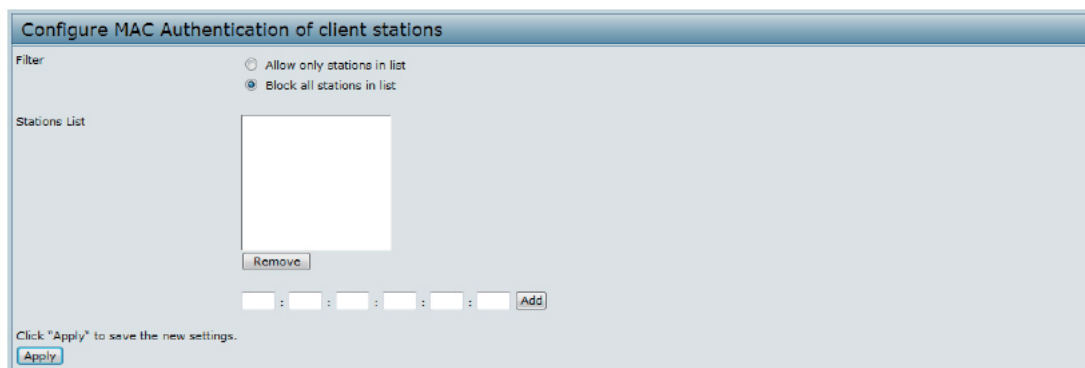 Configure MAC Authentication of client stations
Filter
Allow only stations in list
Block all stations in list
Stations List
Remove
: : : : : Add
Click "Apply" to save the new settings.
Apply